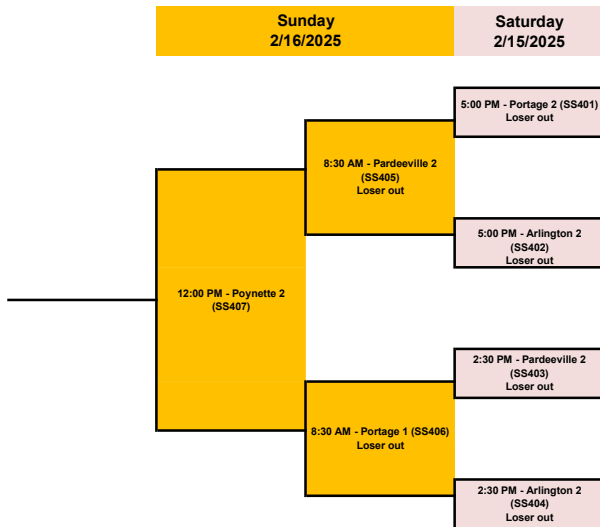 Sunday
2/16/2025
Saturday
2/15/2025
5:00 PM - Portage 2 (SS401)
Loser out
8:30 AM - Pardeeville 2
(SS405)
Loser out
5:00 PM - Arlington 2
(SS402)
Loser out
12:00 PM - Poynette 2
(SS407)
2:30 PM - Pardeeville 2
(SS403)
Loser out
8:30 AM - Portage 1 (SS406)
Loser out
2:30 PM - Arlington 2
(SS404)
Loser out